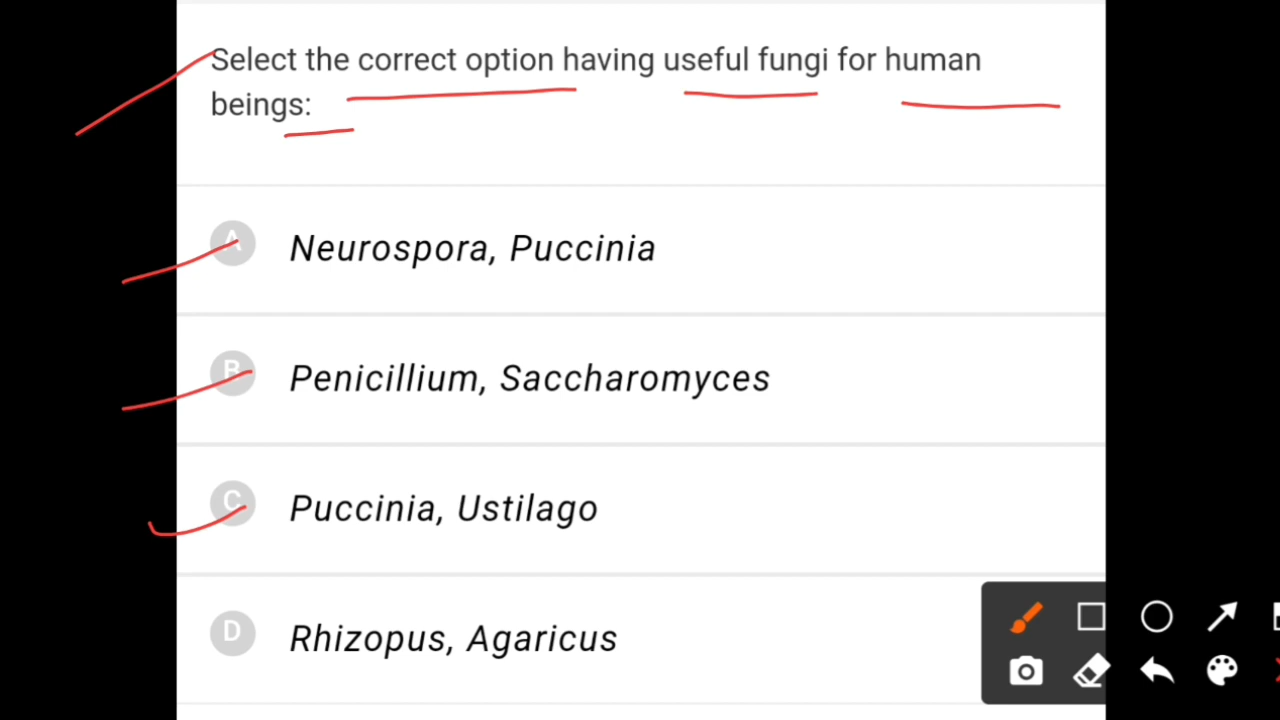 Select the correct option having useful fungi for human
beings:
A Neurospora, Puccinia
B Penicillium, Saccharomyces
C Puccinia, Ustilago
D Rhizopus, Agaricus